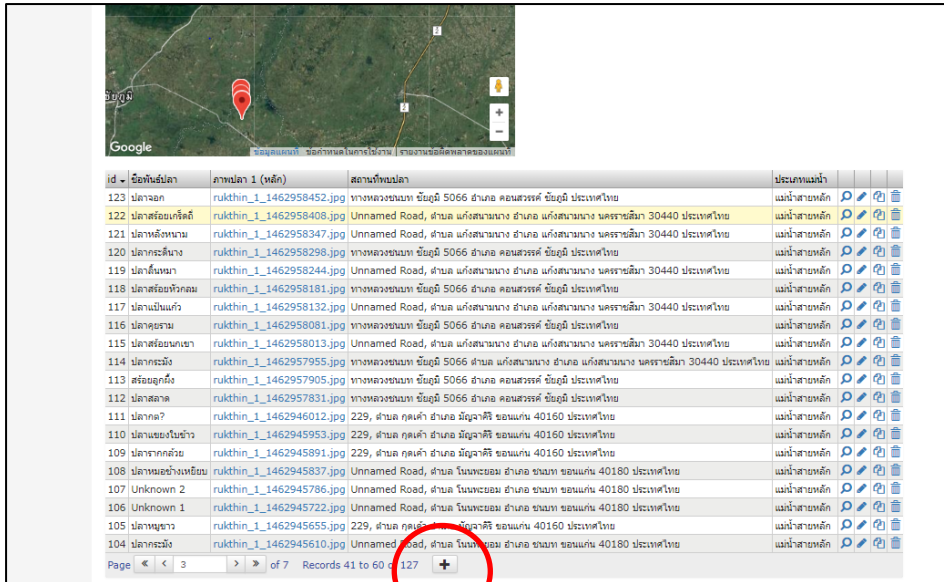 2
ชัยภูมิ
2
Google
ข้อมูลแผนที่ ข้อกำหนดในการใช้งาน รายงานข้อผิดพลาดของแผนที่
id ชื่อพันธุ์ปลา ภาพปลา 1 (หลัก) สถานที่พบปลา ประเภทแม่น้ำ
123 ปลาจอก rukthin_1_1462958452.jpg ทางหลวงชนบท ชัยภูมิ 5066 อำเภอ คอนสวรรค์ ชัยภูมิ ประเทศไทย แม่น้ำสายหลัก
122 ปลาสร้อยเกร็ดถี่ rukthin_1_1462958408.jpg Unnamed Road, ตำบล แก้งสนามนาง อำเภอ แก้งสนามนาง นครราชสีมา 30440 ประเทศไทย แม่น้ำสายหลัก
121 ปลาหลังหนาม rukthin_1_1462958347.jpg Unnamed Road, ตำบล แก้งสนามนาง อำเภอ แก้งสนามนาง นครราชสีมา 30440 ประเทศไทย แม่น้ำสายหลัก
120 ปลากระดี่นาง rukthin_1_1462958298.jpg ทางหลวงชนบท ชัยภูมิ 5066 อำเภอ คอนสวรรค์ ชัยภูมิ ประเทศไทย แม่น้ำสายหลัก
119 ปลาลิ้นหมา rukthin_1_1462958244.jpg Unnamed Road, ตำบล แก้งสนามนาง อำเภอ แก้งสนามนาง นครราชสีมา 30440 ประเทศไทย แม่น้ำสายหลัก
118 ปลาสร้อยหัวกลม rukthin_1_1462958181.jpg ทางหลวงชนบท ชัยภูมิ 5066 อำเภอ คอนสวรรค์ ชัยภูมิ ประเทศไทย แม่น้ำสายหลัก
117 ปลาแป้นแก้ว rukthin_1_1462958132.jpg Unnamed Road, ตำบล แก้งสนามนาง อำเภอ แก้งสนามนาง นครราชสีมา 30440 ประเทศไทย แม่น้ำสายหลัก
116 ปลาคุยราม rukthin_1_1462958081.jpg ทางหลวงชนบท ชัยภูมิ 5066 อำเภอ คอนสวรรค์ ชัยภูมิ ประเทศไทย แม่น้ำสายหลัก
115 ปลาสร้อยนกเขา rukthin_1_1462958013.jpg Unnamed Road, ตำบล แก้งสนามนาง อำเภอ แก้งสนามนาง นครราชสีมา 30440 ประเทศไทย แม่น้ำสายหลัก
114 ปลากระมัง rukthin_1_1462957955.jpg ทางหลวงชนบท ชัยภูมิ 5066 ตำบล แก้งสนามนาง อำเภอ แก้งสนามนาง นครราชสีมา 30440 ประเทศไทย แม่น้ำสายหลัก
113 สร้อยลูกผึ้ง rukthin_1_1462957905.jpg ทางหลวงชนบท ชัยภูมิ 5066 อำเภอ คอนสวรรค์ ชัยภูมิ ประเทศไทย แม่น้ำสายหลัก
112 ปลาสลาด rukthin_1_1462957831.jpg ทางหลวงชนบท ชัยภูมิ 5066 อำเภอ คอนสวรรค์ ชัยภูมิ ประเทศไทย แม่น้ำสายหลัก
111 ปลากด? rukthin_1_1462946012.jpg 229, ตำบล กุดเค้า อำเภอ มัญจาคีรี ขอนแก่น 40160 ประเทศไทย แม่น้ำสายหลัก
110 ปลาแขยงใบข้าว rukthin_1_1462945953.jpg 229, ตำบล กุดเค้า อำเภอ มัญจาคีรี ขอนแก่น 40160 ประเทศไทย แม่น้ำสายหลัก
109 ปลารากกล้วย rukthin_1_1462945891.jpg 229, ตำบล กุดเค้า อำเภอ มัญจาคีรี ขอนแก่น 40160 ประเทศไทย แม่น้ำสายหลัก
108 ปลาหมอช้างเหยียบ rukthin_1_1462945837.jpg Unnamed Road, ตำบล โนนพะยอม อำเภอ ชนบท ขอนแก่น 40180 ประเทศไทย แม่น้ำสายหลัก
107 Unknown 2 rukthin_1_1462945786.jpg Unnamed Road, ตำบล โนนพะยอม อำเภอ ชนบท ขอนแก่น 40180 ประเทศไทย แม่น้ำสายหลัก
106 Unknown 1 rukthin_1_1462945722.jpg Unnamed Road, ตำบล โนนพะยอม อำเภอ ชนบท ขอนแก่น 40180 ประเทศไทย แม่น้ำสายหลัก
105 ปลาหมูขาว rukthin_1_1462945655.jpg 229, ตำบล กุดเค้า อำเภอ มัญจาคีรี ขอนแก่น 40160 ประเทศไทย แม่น้ำสายหลัก
104 ปลากระมัง rukthin_1_1462945610.jpg Unnamed Road, ตำบล โนนพะยอม อำเภอ ชนบท ขอนแก่น 40180 ประเทศไทย แม่น้ำสายหลัก
Page 3 of 7 Records 41 to 60 of 127